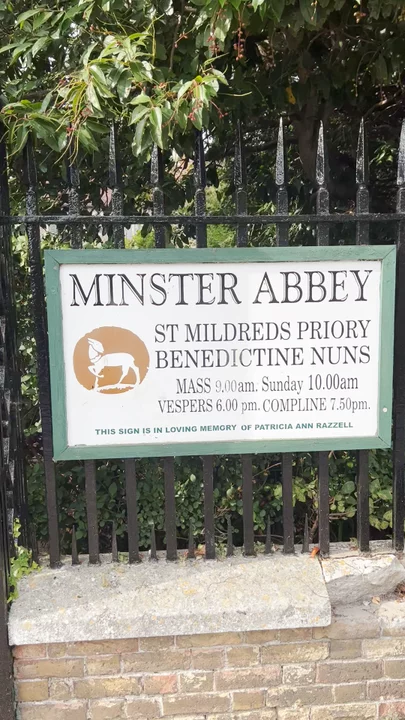 MINSTER ABBEY
ST MILDREDS PRIORY
BENEDICTINE NUNS
MASS 9.00am. Sunday 10.00am
VESPERS 6.00 pm. COMPLINE 7.50pm.
THIS SIGN IS IN LOVING MEMORY OF PATRICIA ANN RAZZELL